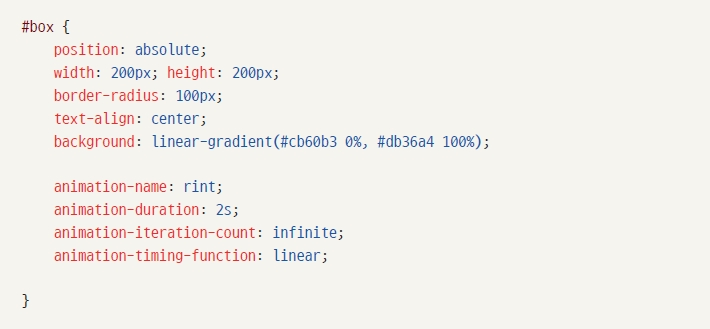 #box {
position: absolute;
width: 200px; height: 200px;
border-radius: 100px;
text-align: center;
background: linear-gradient(#cb60b3 0%, #db36a4 100%);
animation-name: rint;
animation-duration: 2s;
animation-iteration-count: infinite;
animation-timing-function: linear;
}